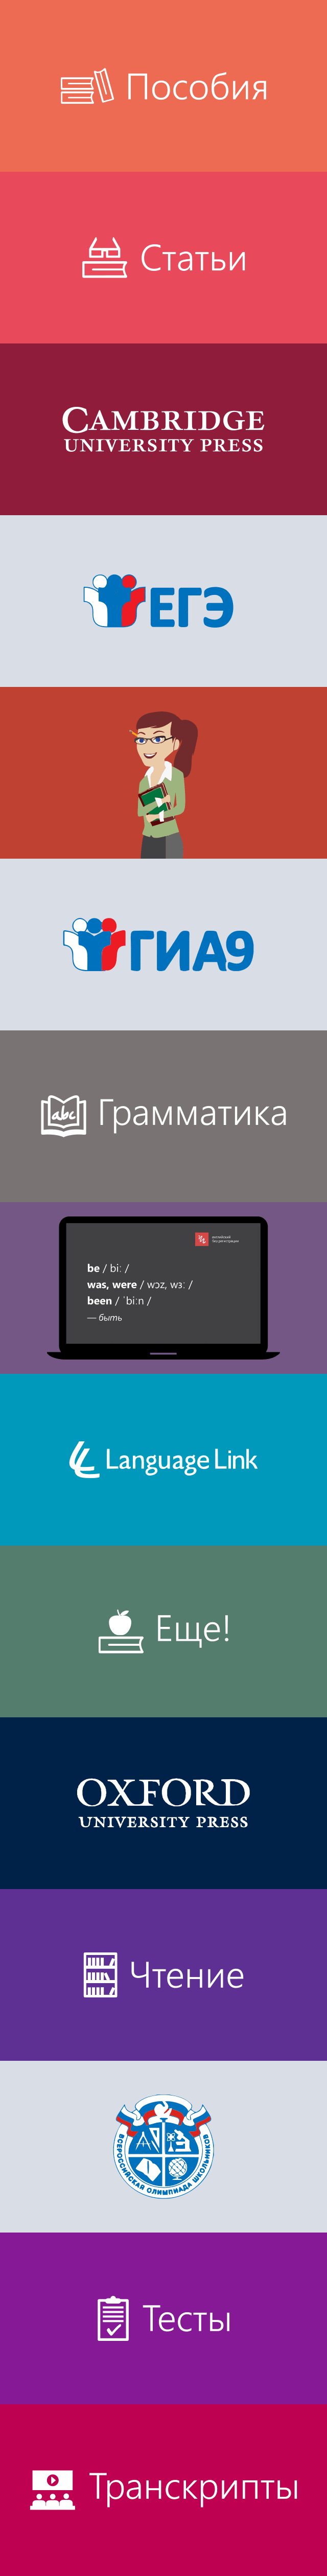 Пособия
Статьи
CAMBRIDGE
UNIVERSITY PRESS
ЕГЭ
ГИА9
abc
Грамматика
be / biː /
was, were / wɔz, wɜː /
been / ˈbiːn /
— быть
Language Link
Еще!
OXFORD
UNIVERSITY PRESS
Чтение
ВСЕРОССИЙСКАЯ ОЛИМПИАДА ШКОЛЬНИКОВ
Тесты
Транскрипты